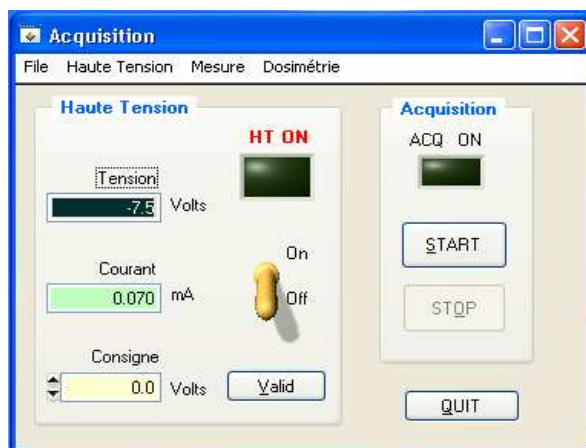 Acquisition
File Haute Tension Mesure Dosimétrie
Haute Tension
HT ON
Tension
-7.5 Volts
On
Off
Courant
0.070 mA
Consigne
0.0 Volts
Valid
Acquisition
ACQ ON
START
STOP
QUIT